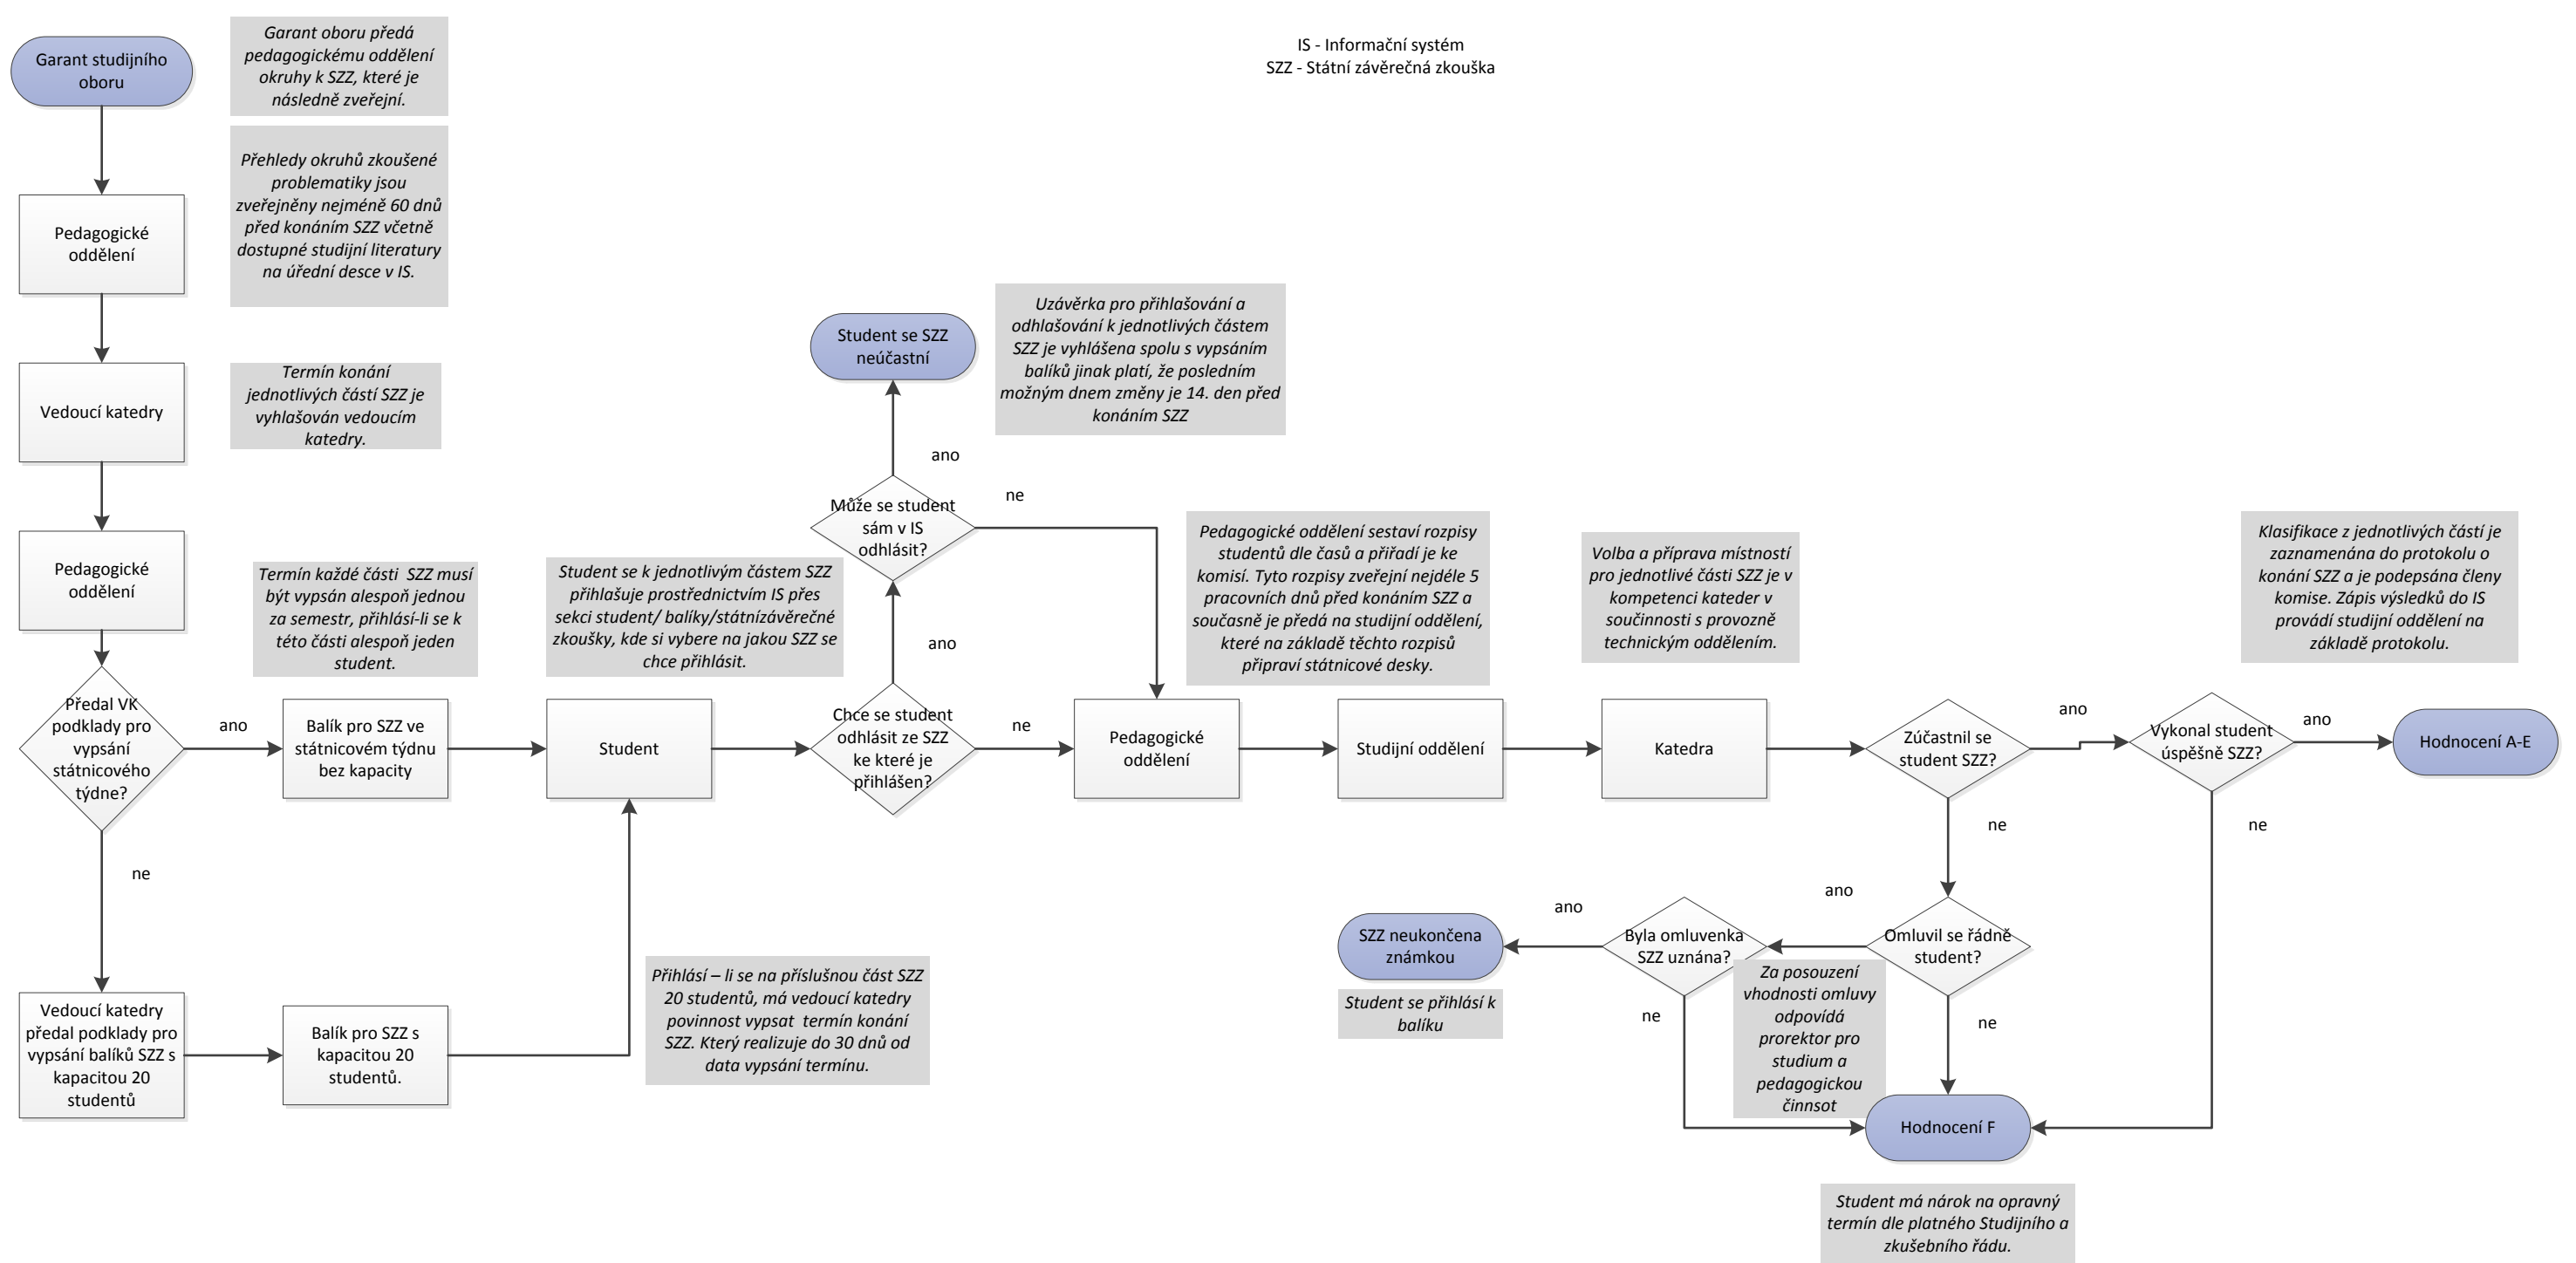 Garant studijního
oboru
Garant oboru předá
pedagogickému oddělení
okruhy k SZZ, které je
následně zveřejní.
IS - Informační systém
SZZ - Státní závěrečná zkouška
Přehledy okruhů zkoušené
problematiky jsou
zveřejněny nejméně 60 dnů
před konáním SZZ včetně
dostupné studijní literatury
na úřední desce v IS.
Pedagogické
oddělení
Vedoucí katedry
Termín konání
jednotlivých částí SZZ je
vyhlašován vedoucím
katedry.
Pedagogické
oddělení
Termín každé části  SZZ musí
být vypsán alespoň jednou
za semestr, přihlásí-li se k
této části alespoň jeden
student.
Předal VK
podklady pro
vypsání
státnicového
týdne?
ano
ne
Balík pro SZZ ve
státnicovém týdnu
bez kapacity
Vedoucí katedry
předal podklady pro
vypsání balíků SZZ s
kapacitou 20
studentů
Balík pro SZZ s
kapacitou 20
studentů.
Přihlásí – li se na příslušnou část SZZ
20 studentů, má vedoucí katedry
povinnost vypsat  termín konání
SZZ. Který realizuje do 30 dnů od
data vypsání termínu.
Student se k jednotlivým částem SZZ
přihlašuje prostřednictvím IS přes
sekci student/ balíky/státnízávěrečné
zkoušky, kde si vybere na jakou SZZ se
chce přihlásit.
Student
Chce se student
odhlásit ze SZZ
ke které je
přihlášen?
ano
ne
Může se student
sám v IS
odhlásit?
ano
ne
Student se SZZ
neúčastní
Uzávěrka pro přihlašování a
odhlašování k jednotlivých částem
SZZ je vyhlášena spolu s vypsáním
balíků jinak platí, že posledním
možným dnem změny je 14. den před
konáním SZZ
Pedagogické
oddělení
Pedagogické oddělení sestaví rozpisy
studentů dle časů a přiřadí je ke
komisí. Tyto rozpisy zveřejní nejdéle 5
pracovních dnů před konáním SZZ a
současně je předá na studijní oddělení,
které na základě těchto rozpisů
připraví státnicové desky.
Studijní oddělení
Volba a příprava místností
pro jednotlivé části SZZ je v
kompetenci kateder v
součinnosti s provozně
technickým oddělením.
Katedra
Zúčastnil se
student SZZ?
ano
ne
Vykonal student
úspěšně SZZ?
ano
ne
Klasifikace z jednotlivých částí je
zaznamenána do protokolu o
konání SZZ a je podepsána členy
komise. Zápis výsledků do IS
provádí studijní oddělení na
základě protokolu.
Hodnocení A-E
Omluvil se řádně
student?
ano
ne
Byla omluvenka
SZZ uznána?
ano
ne
SZZ neukončena
známkou
Student se přihlásí k
balíku
Za posouzení
vhodnosti omluvy
odpovídá
prorektor pro
studium a
pedagogickou
činnsot
Hodnocení F
Student má nárok na opravný
termín dle platného Studijního a
zkušebního řádu.